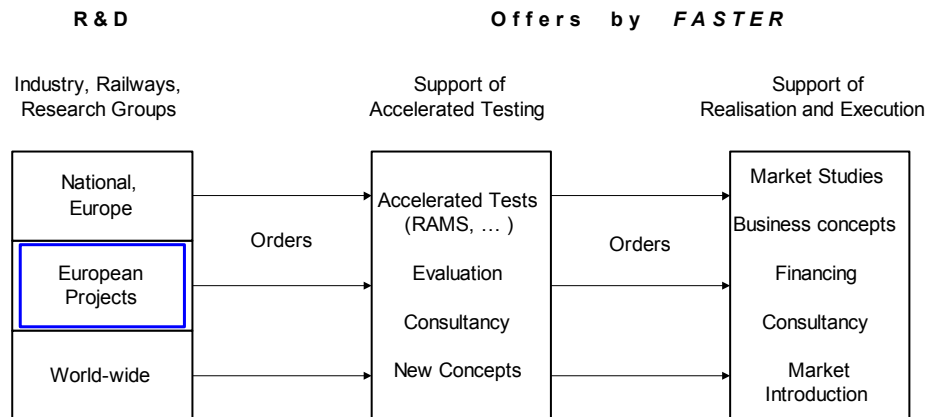 R & D
Offers by FASTER
Industry, Railways,
Research Groups
Support of
Accelerated Testing
Support of
Realisation and Execution
National,
Europe
European
Projects
World-wide
Orders
Accelerated Tests
(RAMS, ... )
Evaluation
Consultancy
New Concepts
Orders
Market Studies
Business concepts
Financing
Consultancy
Market
Introduction